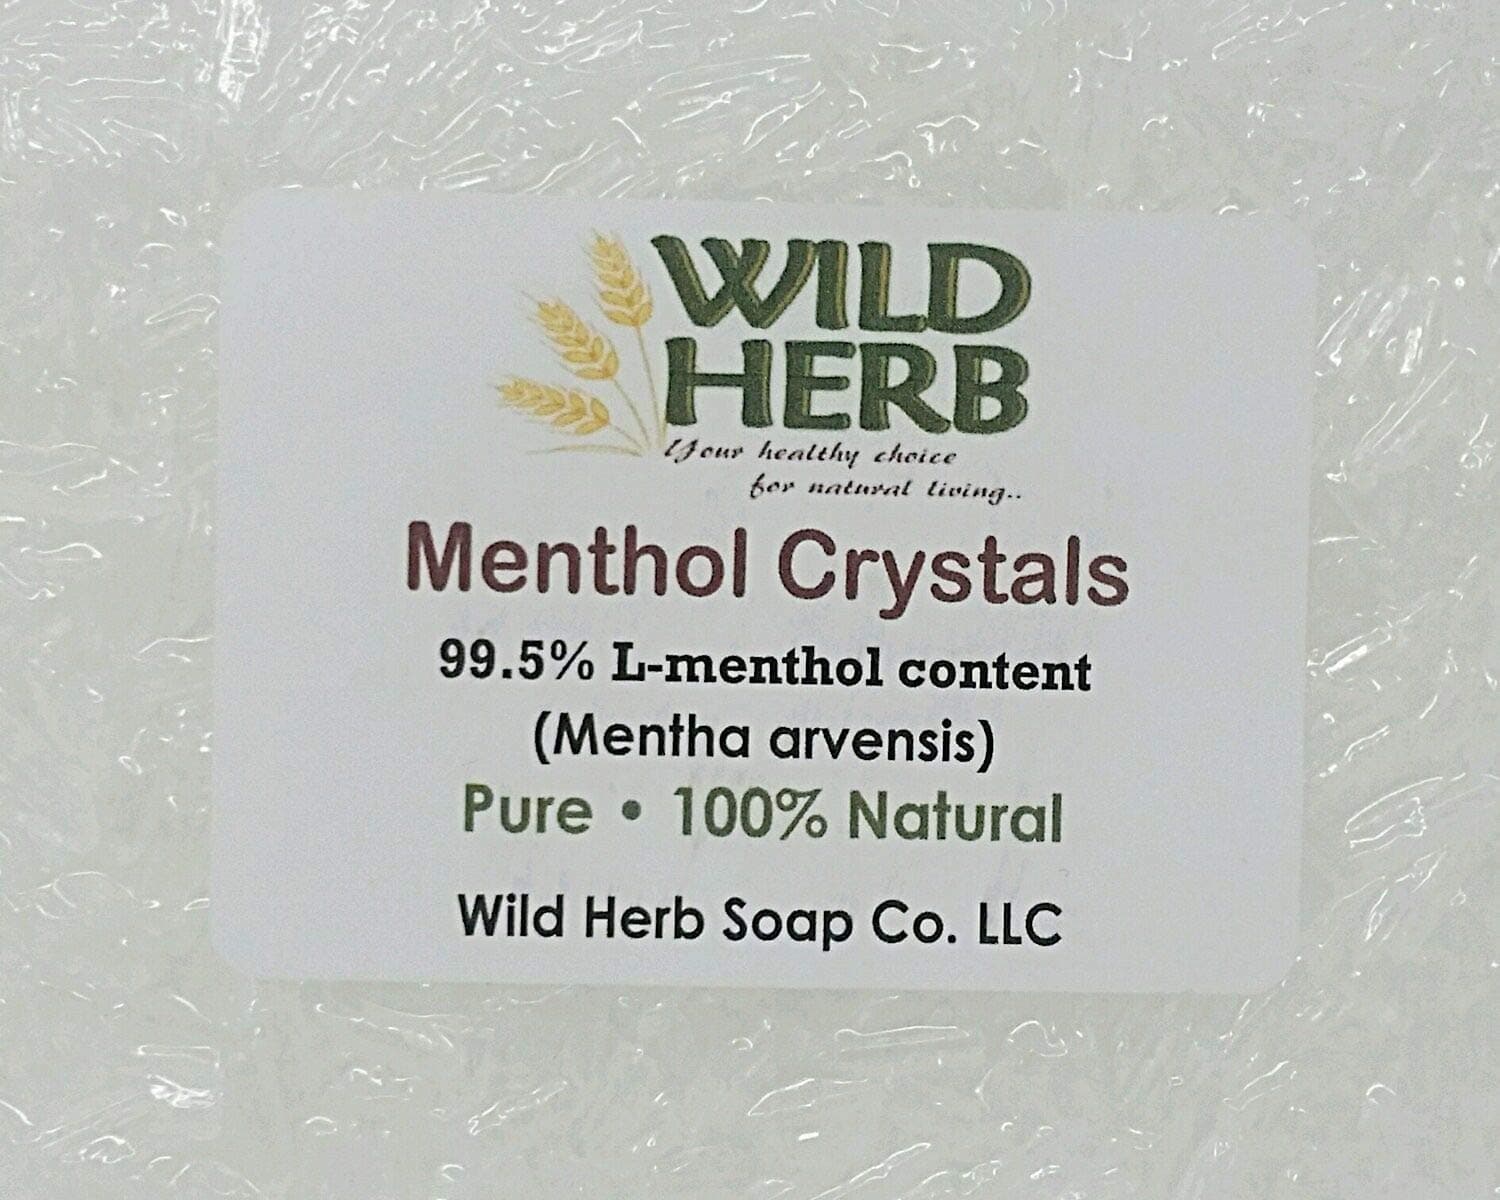 WILD
HERB
Your healthy choice
for natural living..
Menthol Crystals
99.5% L-menthol content
(Mentha arvensis)
Pure • 100% Natural
Wild Herb Soap Co. LLC